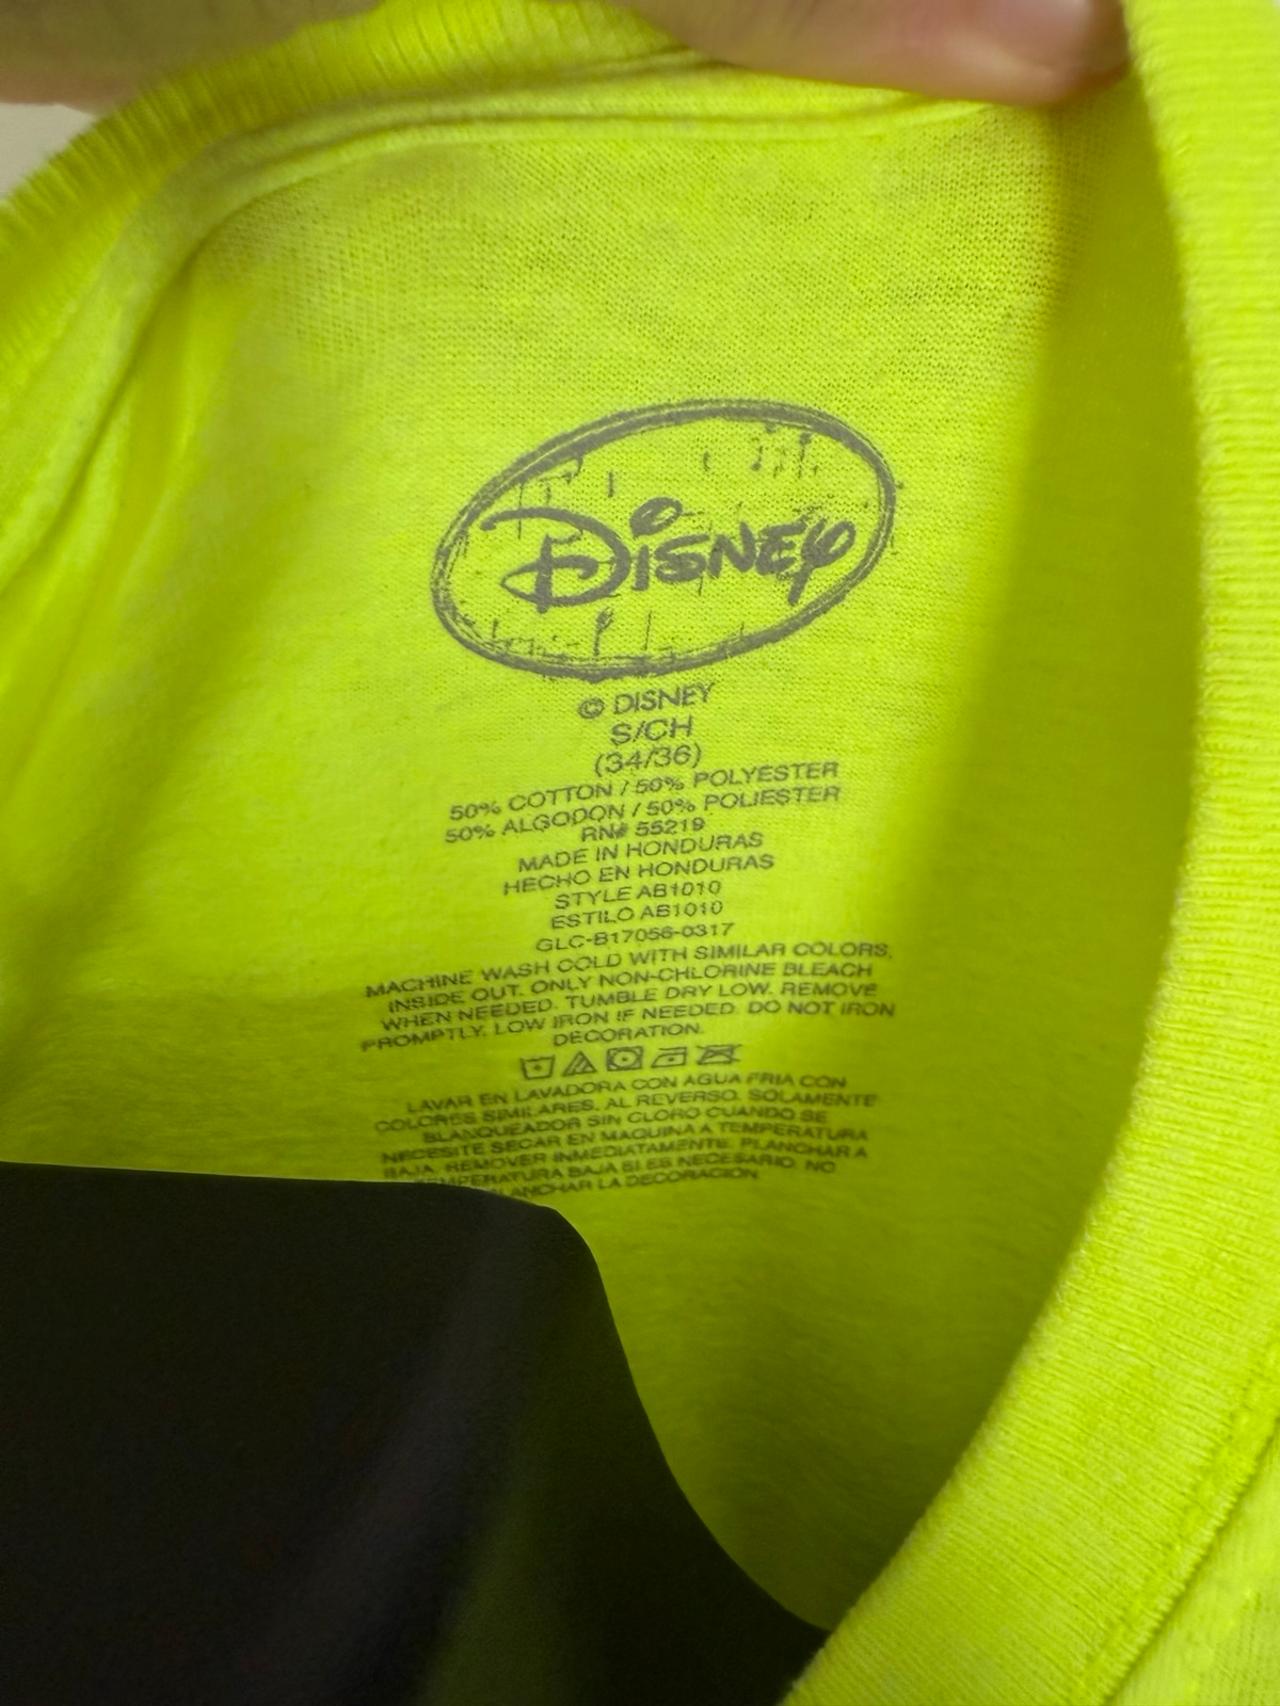 Disney
© DISNEY
S/CH
(34/36)
50% COTTON / 50% POLYESTER
50% ALGODON / 50% POLIESTER
RN# 55219
MADE IN HONDURAS
HECHO EN HONDURAS
STYLE AB1010
ESTILO AB1010
GLC-B17056-0317
MACHINE WASH COLD WITH SIMILAR COLORS,
INSIDE OUT. ONLY NON-CHLORINE BLEACH
WHEN NEEDED. TUMBLE DRY LOW. REMOVE
PROMPTLY. LOW IRON IF NEEDED. DO NOT IRON
DECORATION.
LAVAR EN LAVADORA CON AGUA FRIA CON
COLORES SIMILARES, AL REVERSO. SOLAMENTE
BLANQUEADOR SIN CLORO CUANDO SE
NECESITE SECAR EN MAQUINA A TEMPERATURA
BAJA. REMOVER INMEDIATAMENTE. PLANCHAR A
TEMPERATURA BAJA SI ES NECESARIO. NO
PLANCHAR LA DECORACIÓN.